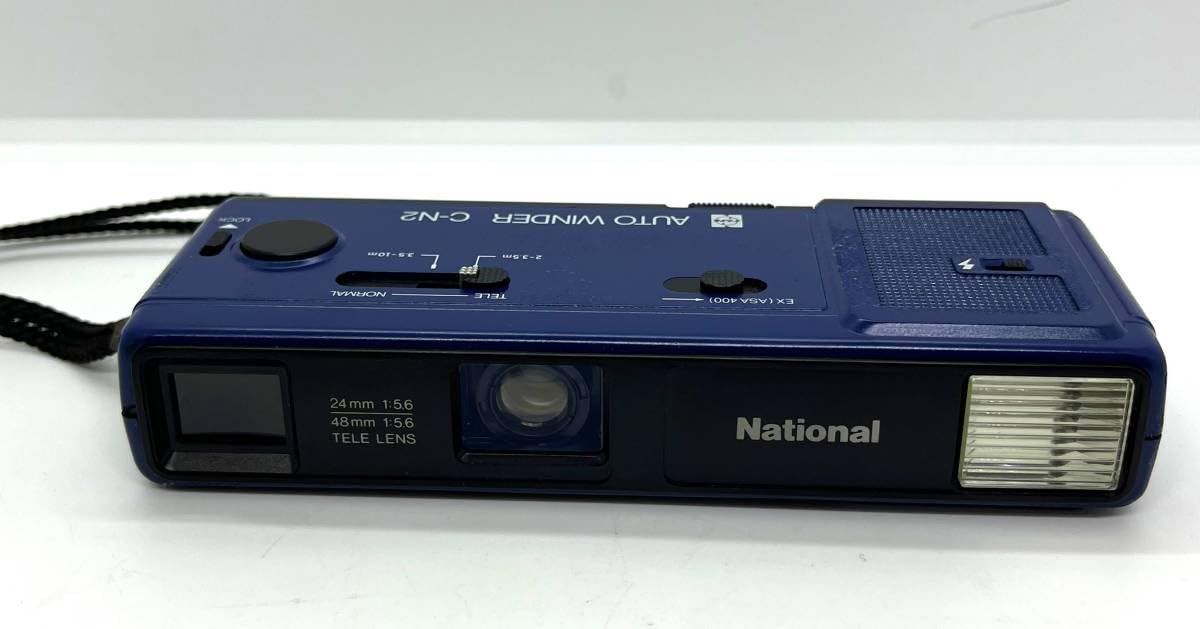 LOCK
AUTO WINDER C-N2
3.5-10m
2-3.5m
NORMAL
TELE
EX (ASA 400)
24mm 1:5.6
48mm 1:5.6
TELE LENS
National